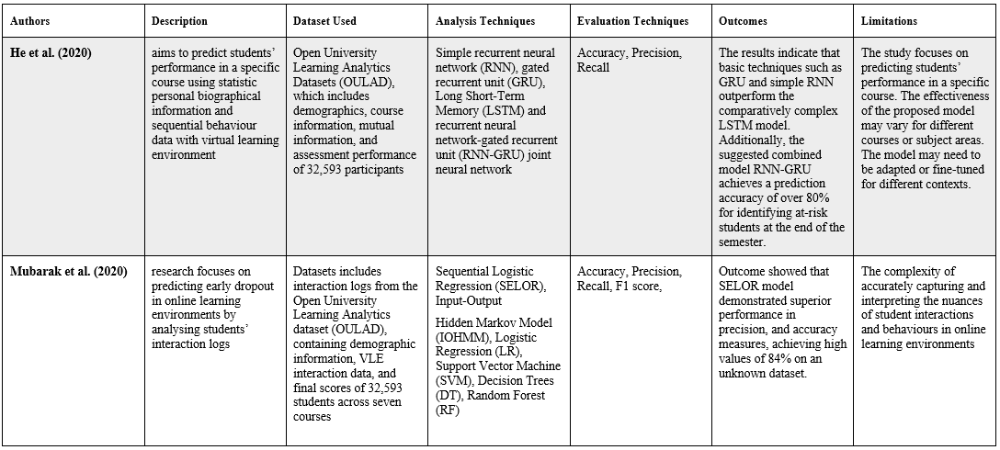 Authors
Description
Dataset Used
Analysis Techniques
Evaluation Techniques
Outcomes
Limitations
He et al. (2020)
aims to predict students’
performance in a specific
course using statistic
personal biographical
information and
sequential behaviour
data with virtual learning
environment
Open University
Learning Analytics
Datasets (OULAD),
which includes
demographics, course
information, mutual
information, and
assessment performance
of 32,593 participants
Simple recurrent neural
network (RNN), gated
recurrent unit (GRU),
Long Short-Term
Memory (LSTM) and
recurrent neural
network-gated recurrent
unit (RNN-GRU) joint
neural network
Accuracy, Precision,
Recall
The results indicate that
basic techniques such as
GRU and simple RNN
outperform the
comparatively complex
LSTM model.
Additionally, the
suggested combined
model RNN-GRU
achieves a prediction
accuracy of over 80%
for identifying at-risk
students at the end of the
semester.
The study focuses on
predicting students’
performance in a specific
course. The effectiveness
of the proposed model
may vary for different
courses or subject areas.
The model may need to
be adapted or fine-tuned
for different contexts.
Mubarak et al. (2020)
research focuses on
predicting early dropout
in online learning
environments by
analysing students’
interaction logs
Datasets includes
interaction logs from the
Open University
Learning Analytics
dataset (OULAD),
containing demographic
information, VLE
interaction data, and
final scores of 32,593
students across seven
courses
Sequential Logistic
Regression (SELOR),
Input-Output
Hidden Markov Model
(IOHMM), Logistic
Regression (LR),
Support Vector Machine
(SVM), Decision Trees
(DT), Random Forest
(RF)
Accuracy, Precision,
Recall, F1 score,
Outcome showed that
SELOR model
demonstrated superior
performance in
precision, and accuracy
measures, achieving high
values of 84% on an
unknown dataset.
The complexity of
accurately capturing and
interpreting the nuances
of student interactions
and behaviours in online
learning environments